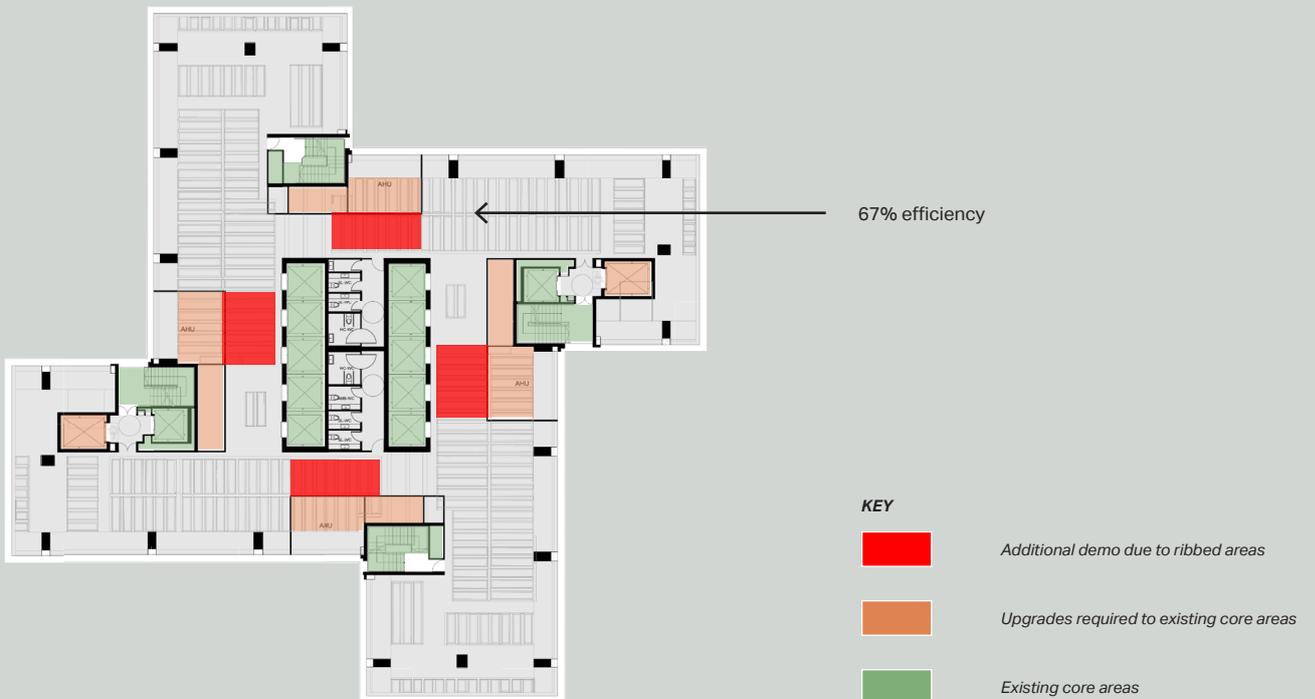 AHU
67% efficiency
AHU
AHU
AHU
KEY
Additional demo due to ribbed areas
Upgrades required to existing core areas
Existing core areas